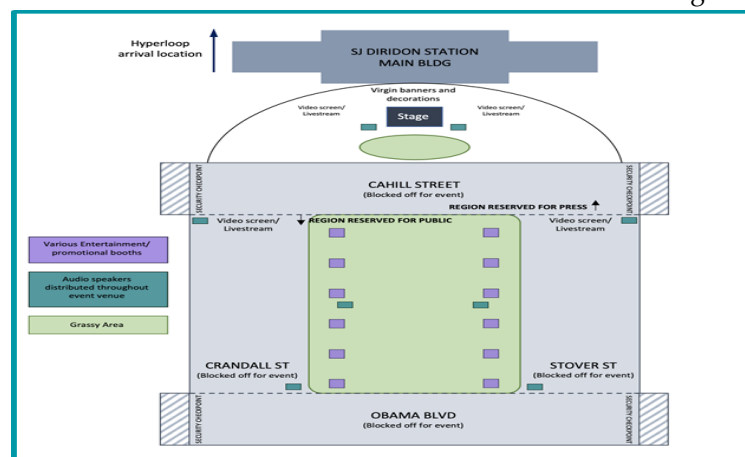 Hyperloop
arrival location
SJ DIRIDON STATION
MAIN BLDG
Virgin banners and
decorations
Video screen/
Livestream
Video screen/
Livestream
Stage
SECURITY CHECKPOINT
SECURITY CHECKPOINT
CAHILL STREET
(Blocked off for event)
REGION RESERVED FOR PRESS
REGION RESERVED FOR PUBLIC
Video screen/
Livestream
Video screen/
Livestream
Various Entertainment/
promotional booths
Audio speakers
distributed throughout
event venue
Grassy Area
CRANDALL ST
(Blocked off for event)
STOVER ST
(Blocked off for event)
SECURITY CHECKPOINT
SECURITY CHECKPOINT
OBAMA BLVD
(Blocked off for event)